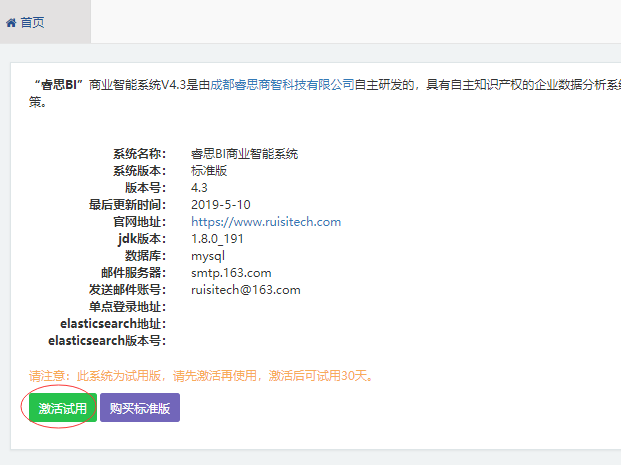 首页
“睿思BI”商业智能系统V4.3是由成都睿思商智科技有限公司自主研发的，具有自主知识产权的企业数据分析系统
策。
系统名称： 睿思BI商业智能系统
系统版本： 标准版
版本号： 4.3
最后更新时间： 2019-5-10
官网地址： https://www.ruisitech.com
jdk版本： 1.8.0_191
数据库： mysql
邮件服务器： smtp.163.com
发送邮件账号： ruisitech@163.com
单点登录地址：
elasticsearch地址：
elasticsearch版本号：
请注意：此系统为试用版，请先激活再使用，激活后可试用30天。
激活试用 购买标准版